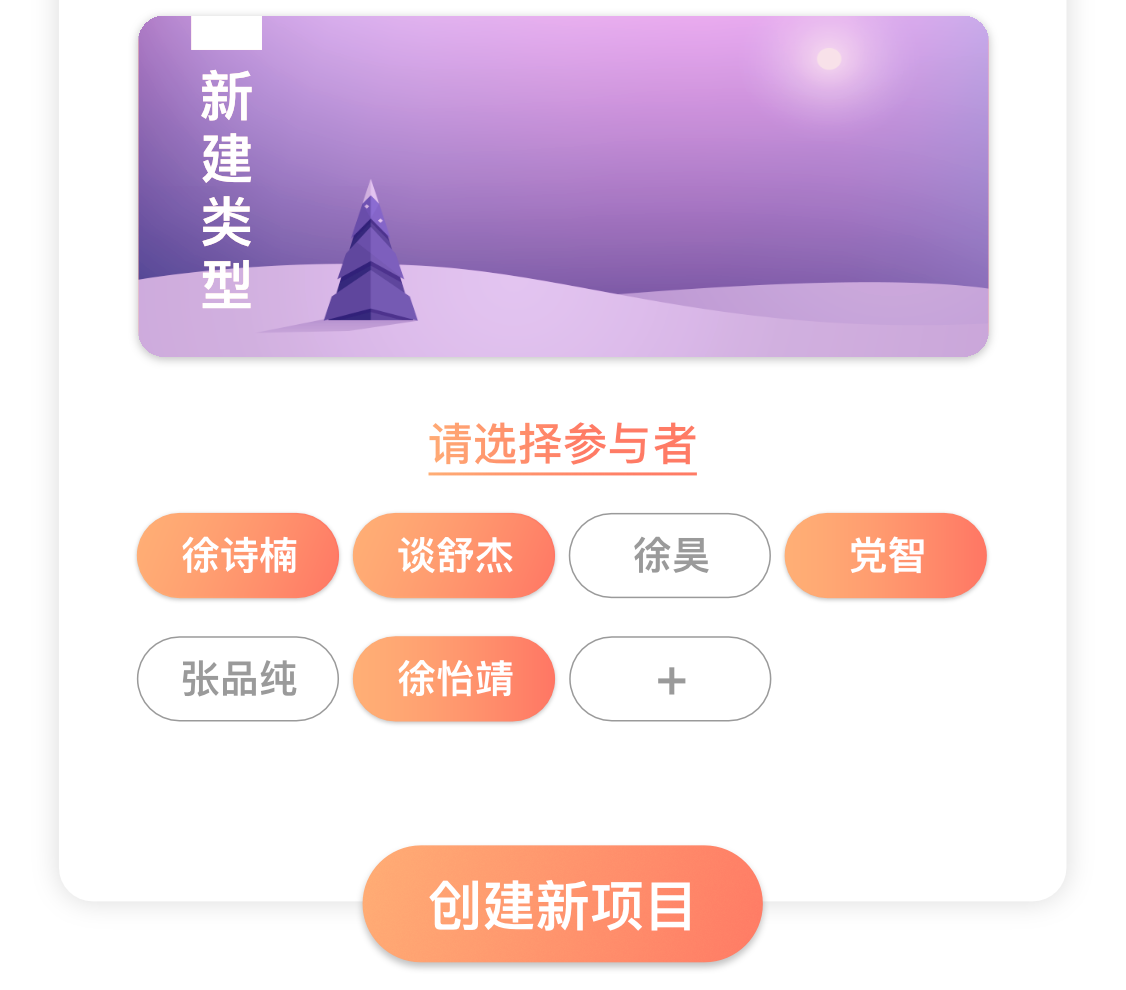 新建类型
请选择参与者
徐诗楠 谈舒杰 徐昊 党智
张品纯 徐怡靖 +
创建新项目